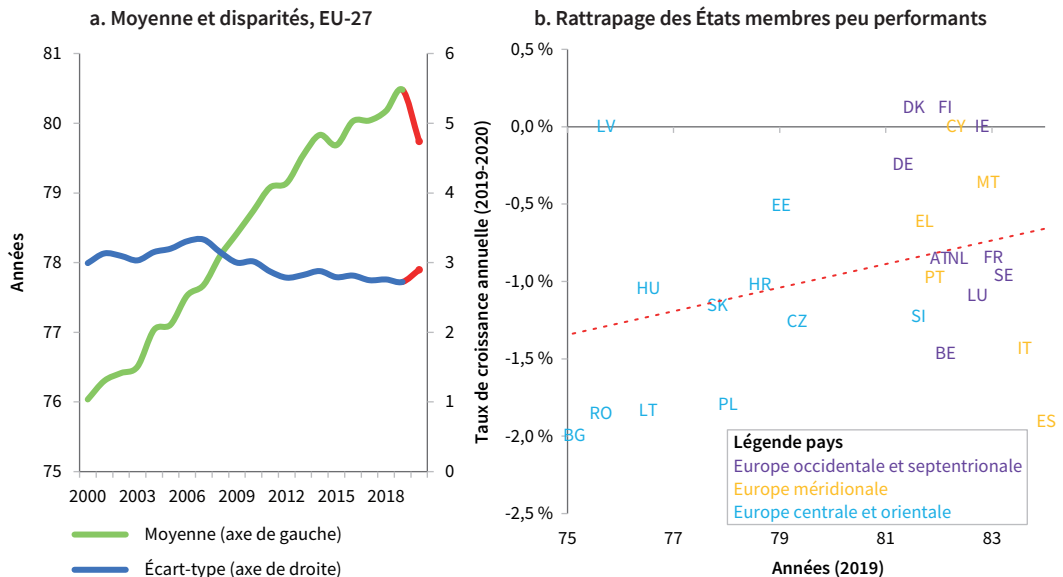 a. Moyenne et disparités, EU-27
81
80
79
78
77
76
75
Années
6
5
4
3
2
1
0
2000 2003 2006 2009 2012 2015 2018
Moyenne (axe de gauche)
Écart-type (axe de droite)
b. Rattrapage des États membres peu performants
Taux de croissance annuelle (2019-2020)
0,5 %
0,0 %
-0,5 %
-1,0 %
-1,5 %
-2,0 %
-2,5 %
DK FI
LV CY IE
DE
MT
EE
EL
AT NL FR
HU HR PT SE
SK LU
CZ SI
BE IT
RO LT PL
BG ES
Légende pays
Europe occidentale et septentrionale
Europe méridionale
Europe centrale et orientale
75 77 79 81 83
Années (2019)